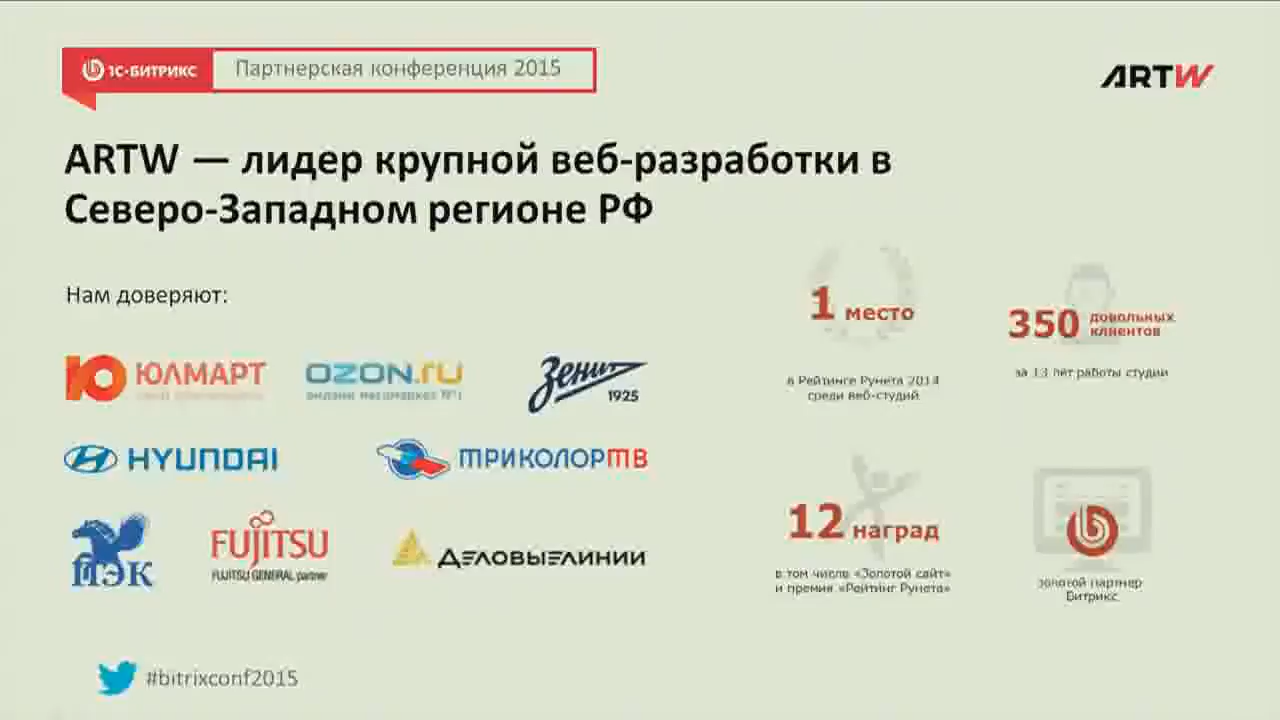 1С-БИТРИКС
Партнерская конференция 2015
ARTW
ARTW — лидер крупной веб-разработки в
Северо-Западном регионе РФ
Нам доверяют:
ЮЛМАРТ
OZON.ru
онлайн мегамаркет №1
Зенит
1925
HYUNDAI
ТРИКОЛОРТВ
ПЭК
FUJITSU
FUJITSU GENERAL partner
ДЕЛОВЫЕЛИНИИ
1 место
в Рейтинге Рунета 2014
среди веб-студий
350 довольных
клиентов
за 13 лет работы студии
12 наград
в том числе «Золотой сайт»
и премия «Рейтинг Рунета»
золотой партнер
Битрикс
#bitrixconf2015